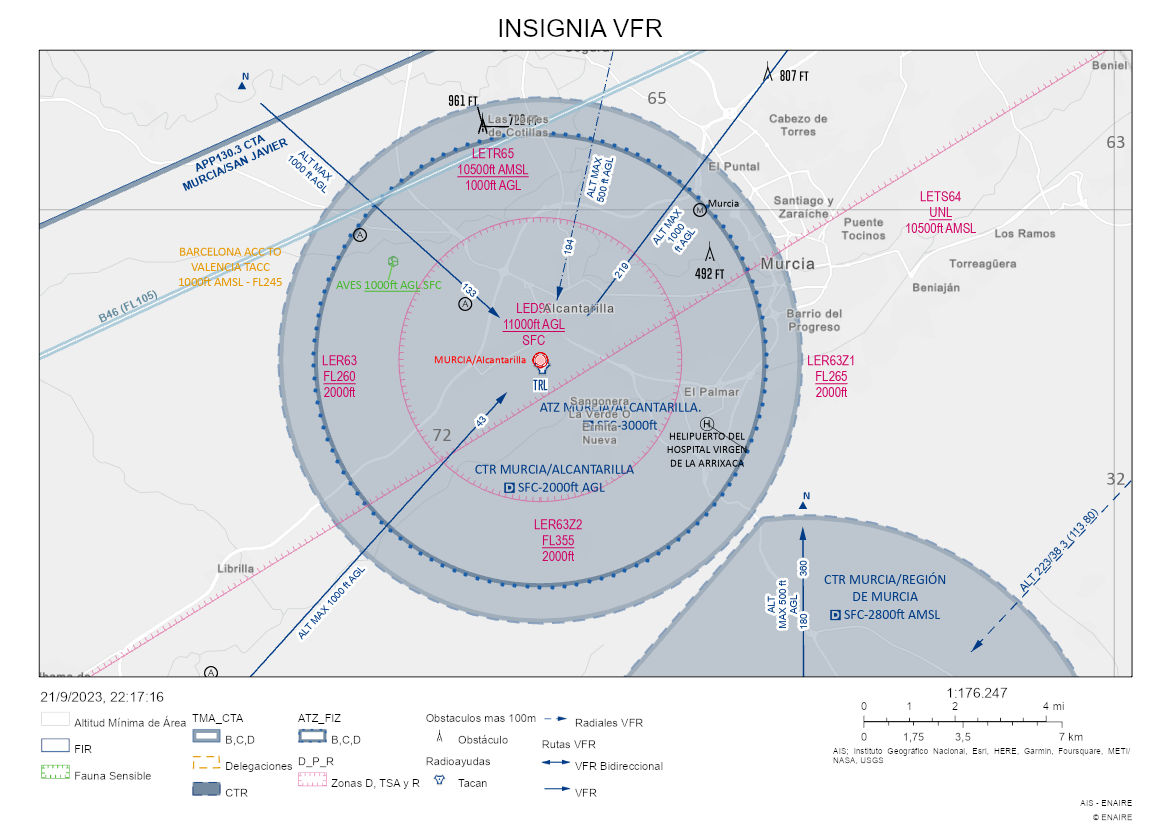 INSIGNIA VFR
807 FT
Beniel
N
961 FT
65
Las Torres
de Cotillas
Cabezo de
Torres
63
APP130.3 CTA
MURCIA/SAN JAVIER
ALT MAX
1000 ft AGL
LETR65
10500ft AMSL
1000ft AGL
ALT MAX
500 ft AGL
El Puntal
M
Murcia
Santiago y
Zaraíche
LETS64
UNL
10500ft AMSL
Puente
Tocinos
Los Ramos
ALT MAX
1000
ft AGL
A
194
219
BARCELONA ACC TO
VALENCIA TACC
1000ft AMSL - FL245
492 FT
Murcia
Torreagüera
AVES 1000ft AGL SFC
133
Beniaján
B46 (FL105)
A
Alcantarilla
11000ft AGL
SFC
Barrio del
Progreso
LER63
FL260
2000ft
MURCIA/Alcantarilla
TRL
LER63Z1
FL265
2000ft
El Palmar
Sangonera
La Verde O
Ermita
Nueva
ATZ MURCIA/ALCANTARILLA.
SFC-3000ft
43
72
H
HELIPUERTO DEL
HOSPITAL VIRGEN
DE LA ARRIXACA
CTR MURCIA/ALCANTARILLA
D SFC-2000ft AGL
32
N
LER63Z2
FL355
2000ft
ALT 223/38.3 (113.80)
Librilla
360
ALT MAX 1000 ft AGL
CTR MURCIA/REGIÓN
DE MURCIA
D SFC-2800ft AMSL
ALT
MAX 500 ft
AGL
180
A
21/9/2023, 22:17:16
1:176.247
Altitud Mínima de Área
FIR
Fauna Sensible
TMA_CTA
B,C,D
Delegaciones
CTR
ATZ_FIZ
B,C,D
D_P_R
Zonas D, TSA y R
Obstaculos mas 100m
Obstáculo
Radioayudas
Tacan
Radiales VFR
Rutas VFR
VFR Bidireccional
VFR
0 1 2 4 mi
0 1,75 3,5 7 km
AIS; Instituto Geográfico Nacional, Esri, HERE, Garmin, Foursquare, METI/
NASA, USGS
AIS - ENAIRE
© ENAIRE